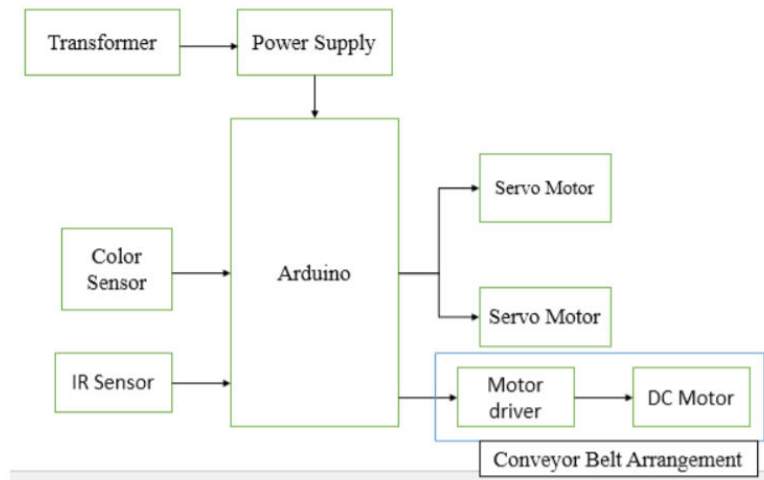 Transformer
Power Supply
Servo Motor
Color
Sensor
Arduino
Servo Motor
IR Sensor
Motor
driver
DC Motor
Conveyor Belt Arrangement